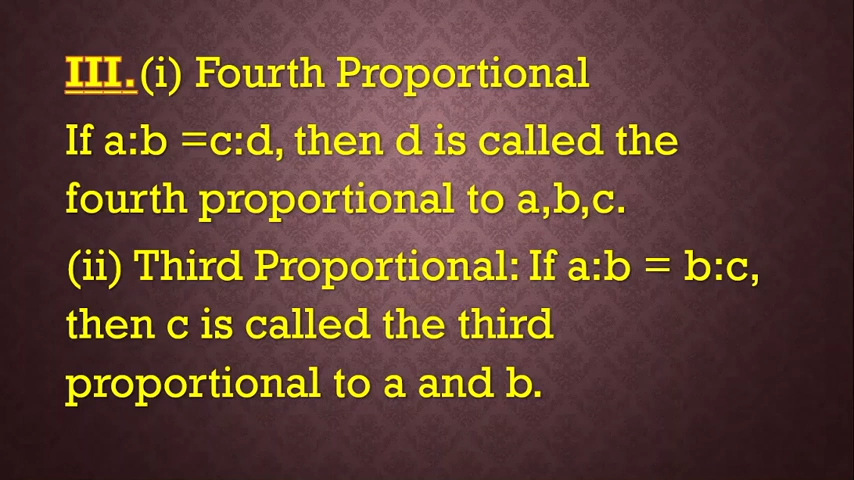 III.(i) Fourth Proportional
If a:b =c:d, then d is called the
fourth proportional to a,b,c.
(ii) Third Proportional: If a:b = b:c,
then c is called the third
proportional to a and b.